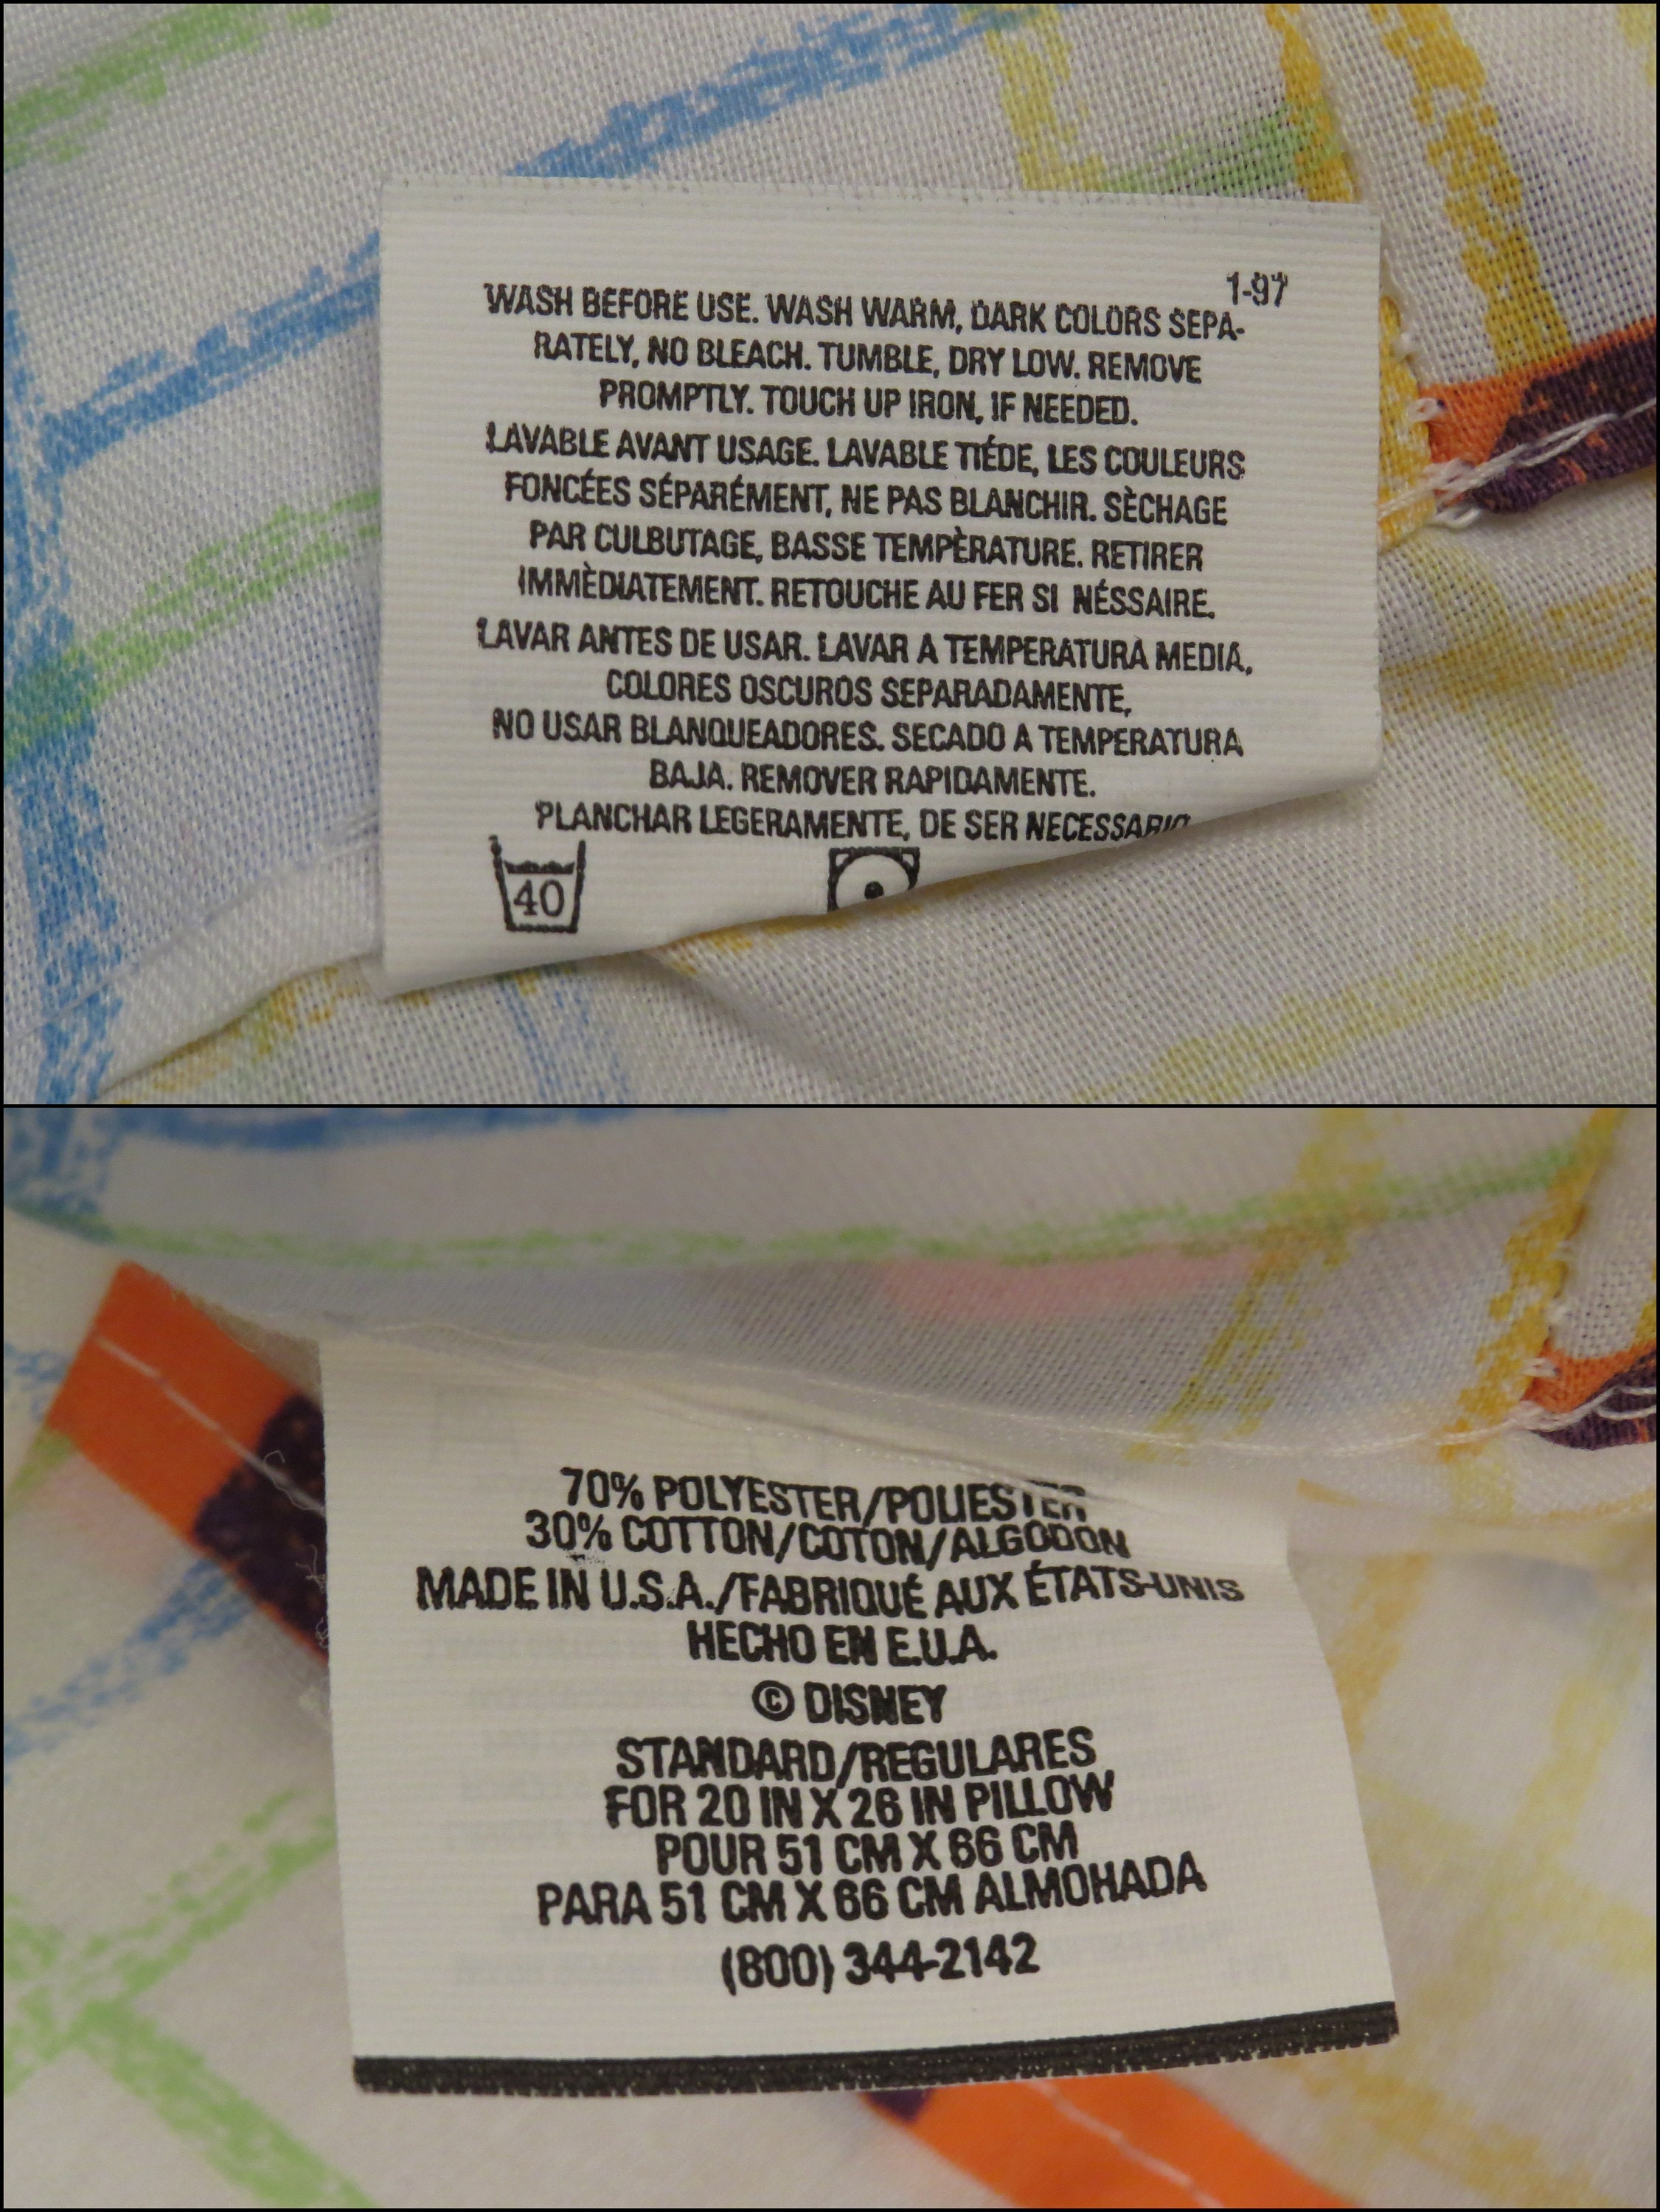 1-97
WASH BEFORE USE. WASH WARM, DARK COLORS SEPA-
RATELY, NO BLEACH. TUMBLE, DRY LOW. REMOVE
PROMPTLY. TOUCH UP IRON, IF NEEDED.
LAVABLE AVANT USAGE. LAVABLE TIÉDE, LES COULEURS
FONCÉES SÉPARÉMENT, NE PAS BLANCHIR. SÈCHAGE
PAR CULBUTAGE, BASSE TEMPÈRATURE. RETIRER
IMMÈDIATEMENT. RETOUCHE AU FER SI NÉSSAIRE.
LAVAR ANTES DE USAR. LAVAR A TEMPERATURA MEDIA,
COLORES OSCUROS SEPARADAMENTE,
NO USAR BLANQUEADORES. SECADO A TEMPERATURA
BAJA. REMOVER RAPIDAMENTE.
PLANCHAR LEGERAMENTE, DE SER NECESSARIO
40
70% POLYESTER/POLIESTER
30% COTTON/COTON/ALGODON
MADE IN U.S.A./FABRIQUÉ AUX ÉTATS-UNIS
HECHO EN E.U.A.
© DISNEY
STANDARD/REGULARES
FOR 20 IN X 26 IN PILLOW
POUR 51 CM X 66 CM
PARA 51 CM X 66 CM ALMOHADA
(800) 344-2142